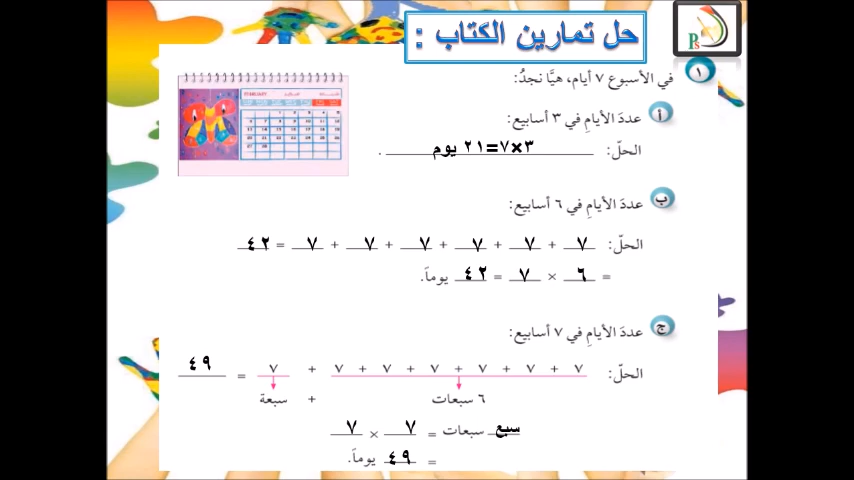 حل تمارين الكتاب :
Ps
١ في الأسبوع ٧ أيام، هيَّا نجدُ:
أ عددَ الأيامِ في ٣ أسابيع:
الحلّ: ٣×٧=٢١ يوم .
ب عددَ الأيامِ في ٦ أسابيع:
الحلّ: ٧ + ٧ + ٧ + ٧ + ٧ + ٧ = ٤٢
= ٦ × ٧ = ٤٢ يوماً.
ج عددَ الأيامِ في ٧ أسابيع:
الحلّ: ٧ + ٧ + ٧ + ٧ + ٧ + ٧ + ٧ = ٤٩
٦ سبعات + سبعة
سبع سبعات = ٧ × ٧
= ٤٩ يوماً.